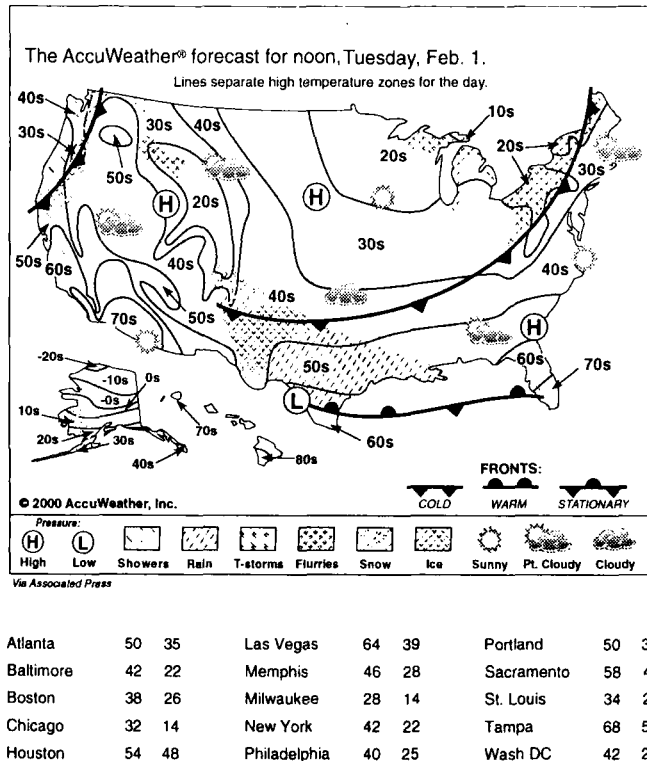 The AccuWeather® forecast for noon, Tuesday, Feb. 1.
Lines separate high temperature zones for the day.
40s
30s
50s
30s
40s
20s
H
H
20s
10s
20s
30s
30s
50s
60s
40s
40s
40s
50s
70s
50s
H
60s
70s
L
60s
-20s
-10s
0s
-0s
10s
20s
30s
40s
70s
80s
FRONTS:
© 2000 AccuWeather, Inc.
COLD WARM STATIONARY
Pressure:
H L
High Low Showers Rain T-storms Flurries Snow Ice Sunny Pt. Cloudy Cloudy
Via Associated Press
Atlanta 50 35 Las Vegas 64 39 Portland 50
Baltimore 42 22 Memphis 46 28 Sacramento 58
Boston 38 26 Milwaukee 28 14 St. Louis 34
Chicago 32 14 New York 42 22 Tampa 68
Houston 54 48 Philadelphia 40 25 Wash DC 42